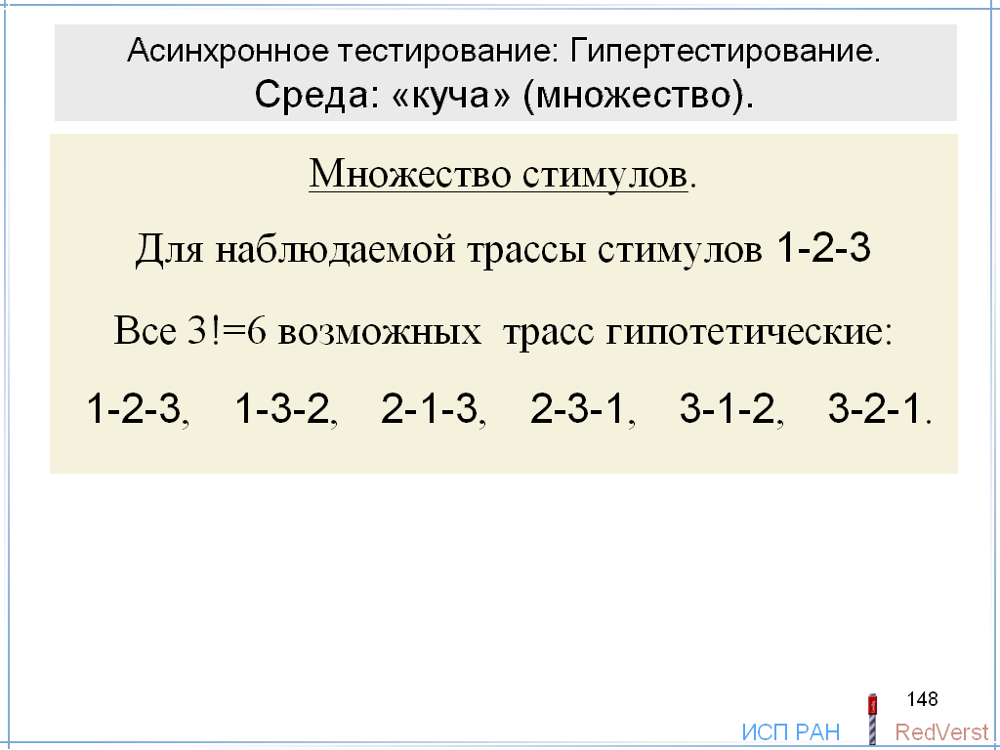 Асинхронное тестирование: Гипертестирование.
Среда: «куча» (множество).
Множество стимулов.
Для наблюдаемой трассы стимулов 1-2-3
Все 3!=6 возможных трасс гипотетические:
1-2-3, 1-3-2, 2-1-3, 2-3-1, 3-1-2, 3-2-1.
148
ИСП РАН RedVerst